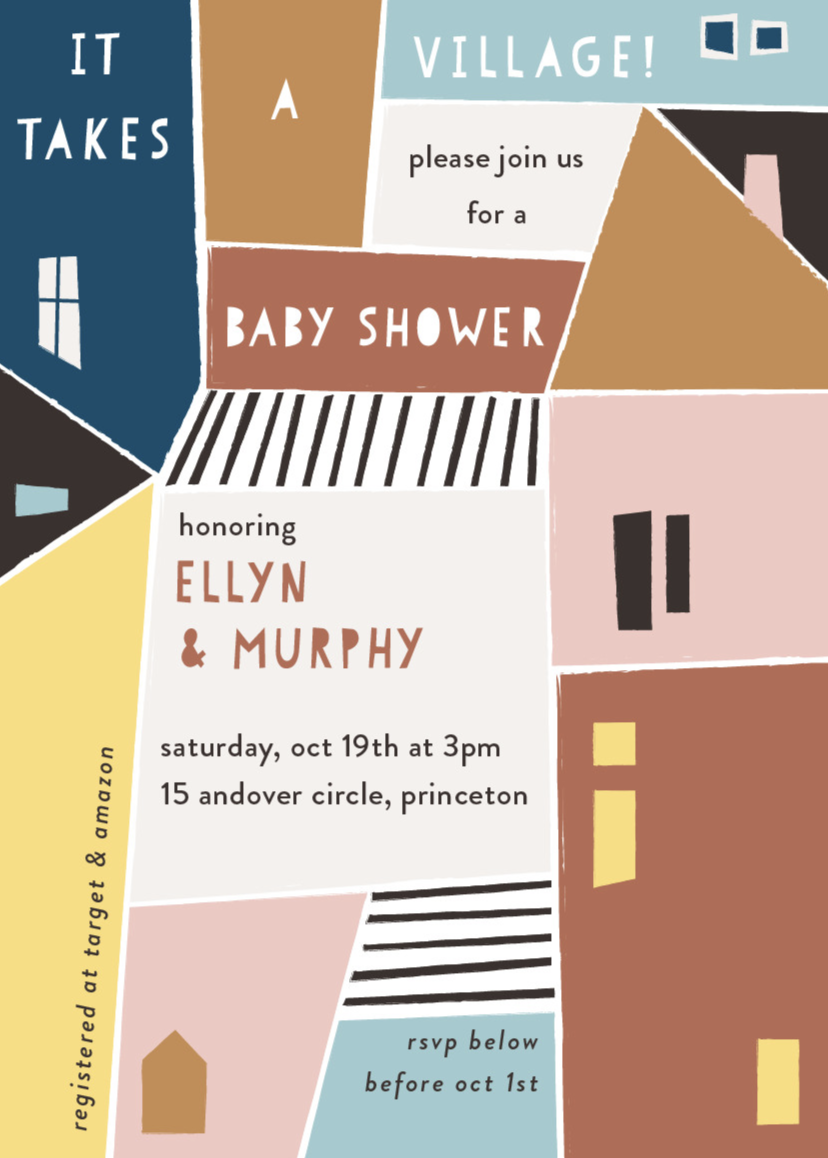 IT
TAKES
A
VILLAGE!
please join us
for a
BABY SHOWER
honoring
ELLYN
& MURPHY
saturday, oct 19th at 3pm
15 andover circle, princeton
registered at target & amazon
rsvp below
before oct 1st